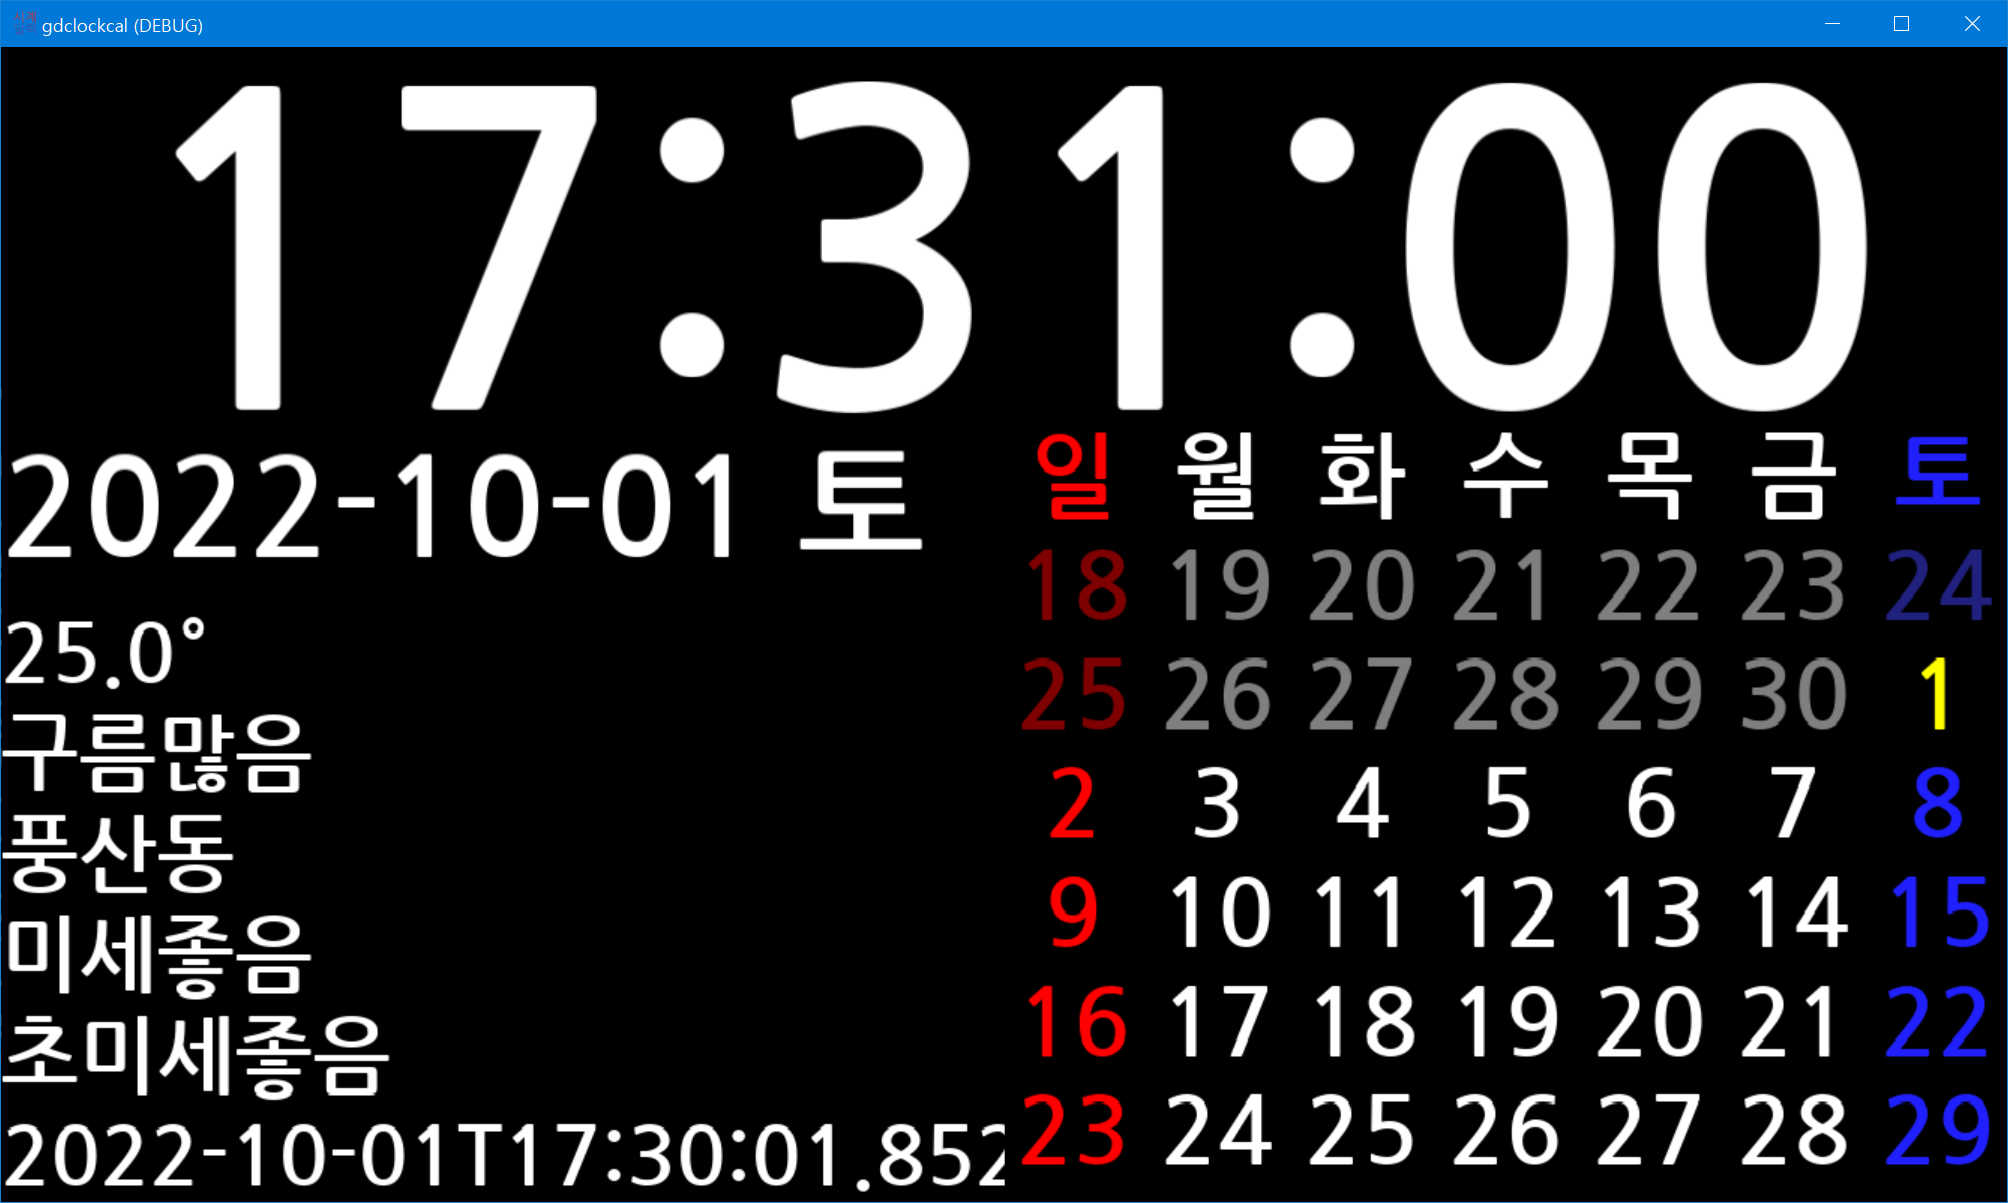 gdclockcal (DEBUG)
17:31:00
2022-10-01 토
25.0°
구름많음
풍산동
미세좋음
초미세좋음
2022-10-01T17:30:01.852
일 월 화 수 목 금 토
18 19 20 21 22 23 24
25 26 27 28 29 30 1
2 3 4 5 6 7 8
9 10 11 12 13 14 15
16 17 18 19 20 21 22
23 24 25 26 27 28 29